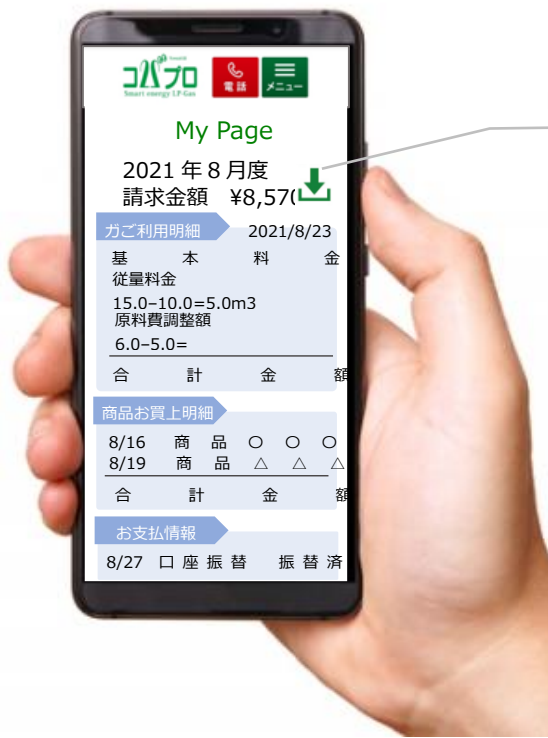 コパプロ
Smart energy LP Gas
電話
メニュー
My Page
2021年8月度
請求金額 ¥8,570
ガご利用明細 2021/8/23
基本料金
従量料金
15.0−10.0=5.0m3
原料費調整額
6.0−5.0=
合計金額
商品お買上明細
8/16 商品〇〇〇
8/19 商品△△△
合計金額
お支払情報
8/27 口座振替 振替済